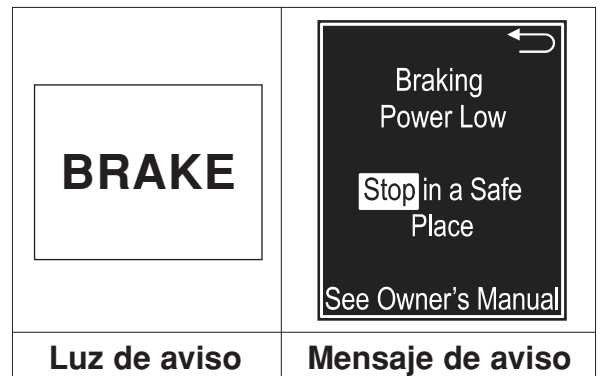 BRAKE
Braking
Power Low
Stop in a Safe
Place
See Owner's Manual
Luz de aviso
Mensaje de aviso